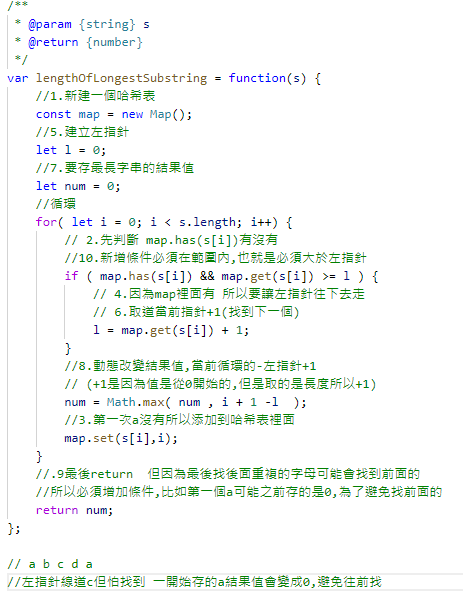 /**
 * @param {string} s
 * @return {number}
 */
var lengthOfLongestSubstring = function(s) {
    //1.新建一個哈希表
    const map = new Map();
    //5.建立左指針
    let l = 0;
    //7.要存最長字串的結果值
    let num = 0;
    //循環
    for( let i = 0; i < s.length; i++) {
        // 2.先判斷 map.has(s[i])有沒有
        //10.新增條件必須在範圍內,也就是必須大於左指針
        if ( map.has(s[i]) && map.get(s[i]) >= l ) {
            // 4.因為map裡面有 所以要讓左指針往下去走
            // 6.取道當前指針+1(找到下一個)
            l = map.get(s[i]) + 1;
        }
        //8.動態改變結果值,當前循環的-左指針+1
        // (+1是因為值是從0開始的,但是取的是長度所以+1)
        num = Math.max( num , i + 1 -l  );
        //3.第一次a沒有所以添加到哈希表裡面
        map.set(s[i],i);
    }
    //.9最後return  但因為最後找後面重複的字母可能會找到前面的
    //所以必須增加條件,比如第一個a可能之前存的是0,為了避免找前面的
    return num;
};
// a b c d a
//左指針線道c但怕找到 一開始存的a結果值會變成0,避免往前找